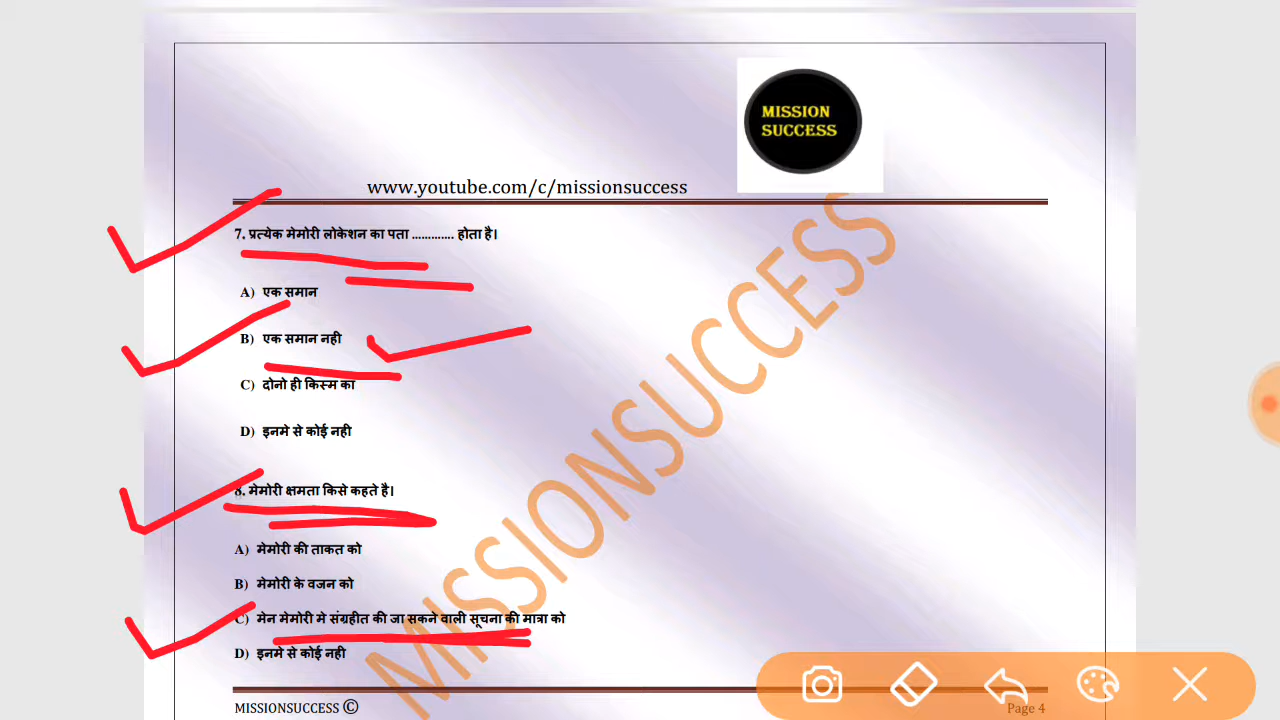 MISSION
SUCCESS
www.youtube.com/c/missionsuccess
7. प्रत्येक मेमोरी लोकेशन का पता ............. होता है।
A) एक समान
B) एक समान नही
C) दोनो ही किस्म का
D) इनमे से कोई नही
8. मेमोरी क्षमता किसे कहते है।
A) मेमोरी की ताकत को
B) मेमोरी के वजन को
C) मेन मेमोरी मे संग्रहीत की जा सकने वाली सूचना की मात्रा को
D) इनमे से कोई नही
MISSIONSUCCESS
MISSIONSUCCESS © Page 4